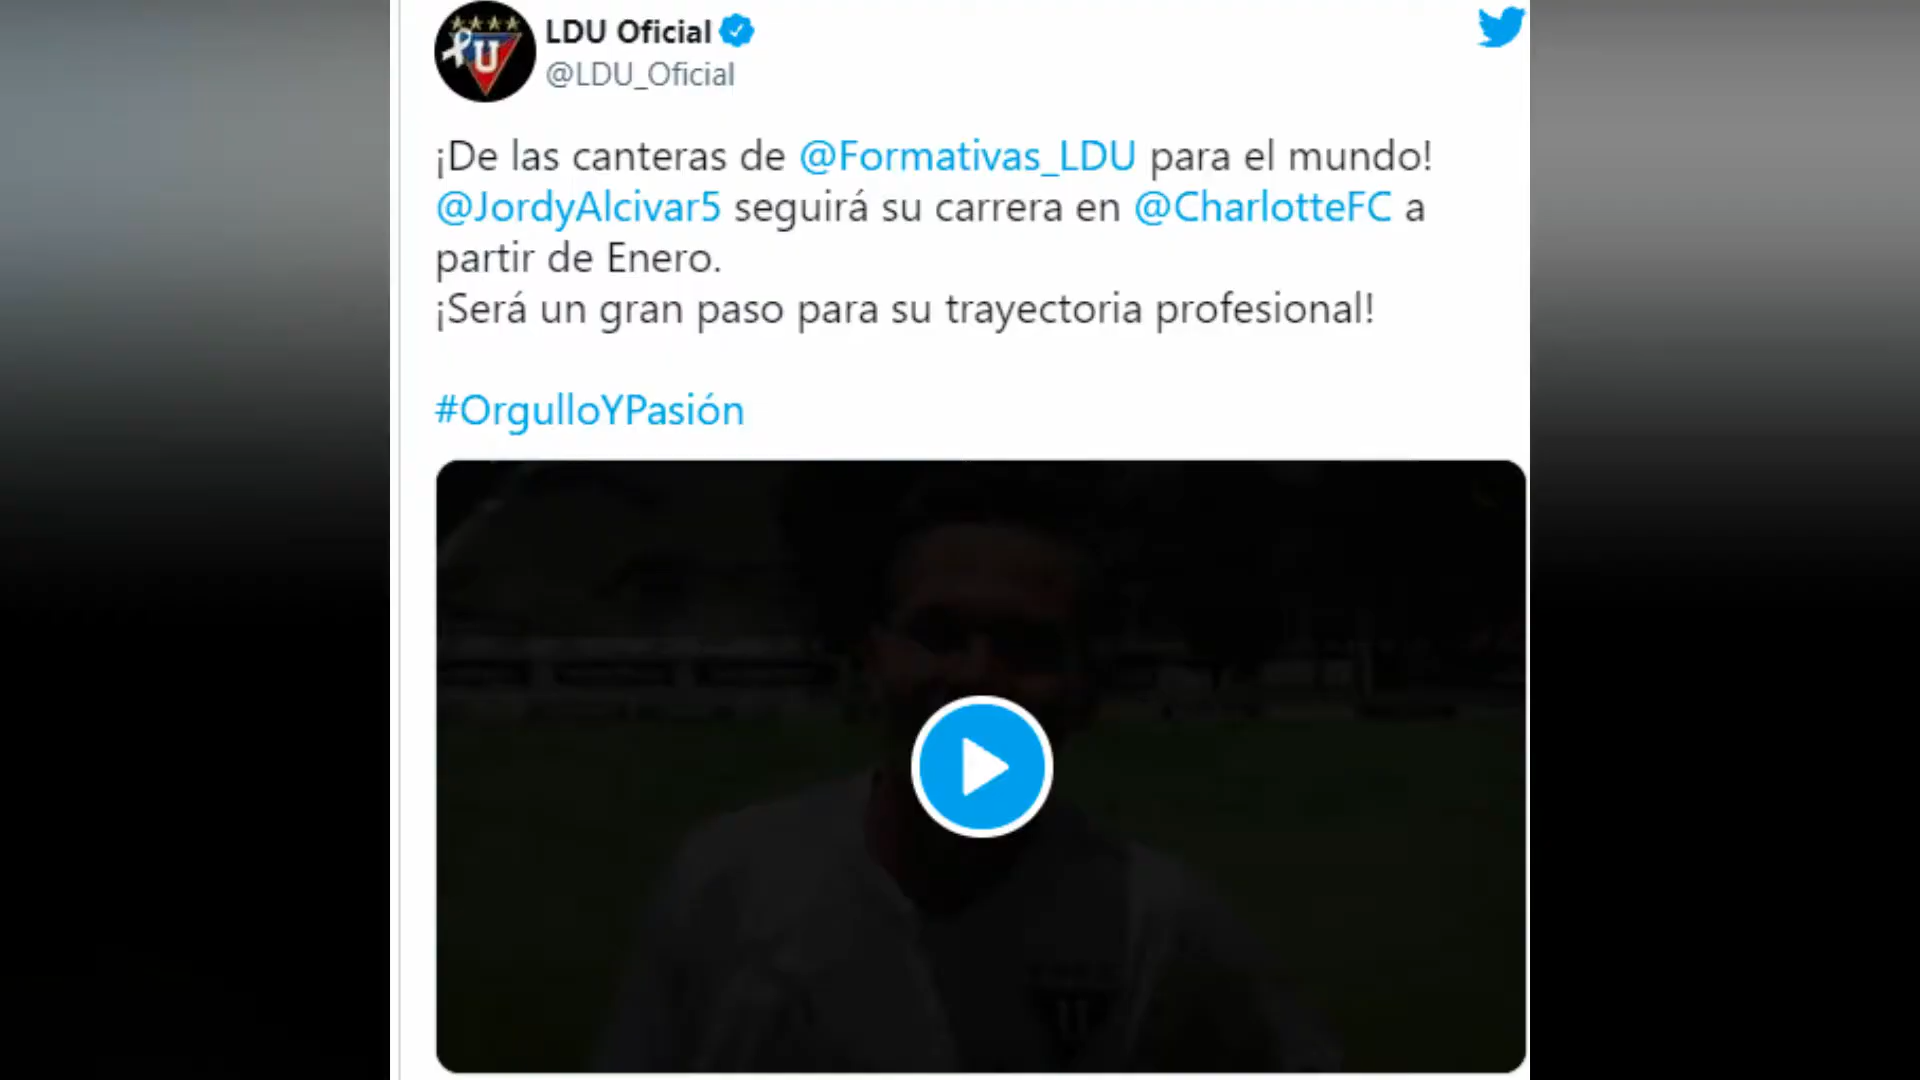 LDU Oficial
@LDU_Oficial
¡De las canteras de @Formativas_LDU para el mundo!
@JordyAlcivar5 seguirá su carrera en @CharlotteFC a
partir de Enero.
¡Será un gran paso para su trayectoria profesional!
#OrgulloYPasión
U
U